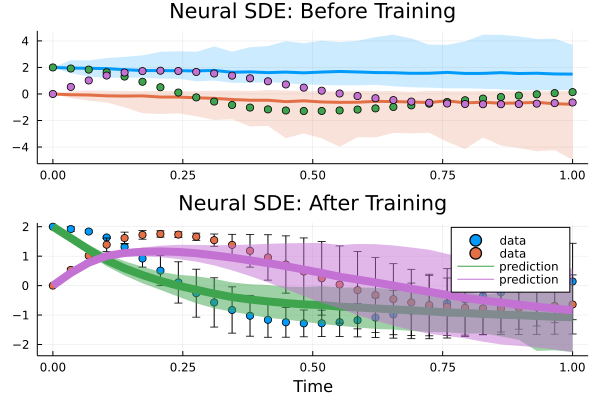 Neural SDE: Before Training
4
2
0
−2
−4
0.00
0.25
0.50
0.75
1.00
Neural SDE: After Training
2
1
0
−1
−2
data
data
prediction
prediction
0.00
0.25
0.50
0.75
1.00
Time